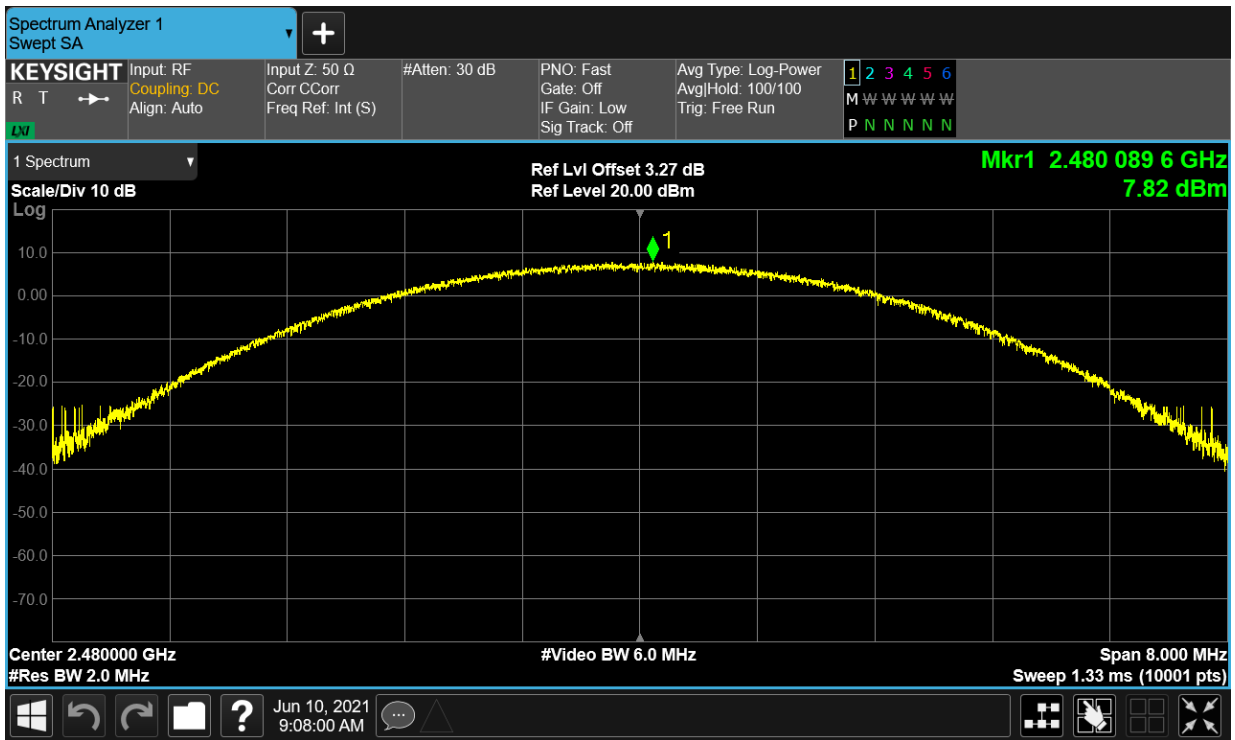 Spectrum Analyzer 1
Swept SA
KEYSIGHT
R T
LXI
Input: RF
Coupling: DC
Align: Auto
Input Z: 50 Ω
Corr CCorr
Freq Ref: Int (S)
#Atten: 30 dB
PNO: Fast
Gate: Off
IF Gain: Low
Sig Track: Off
Avg Type: Log-Power
Avg|Hold: 100/100
Trig: Free Run
1 2 3 4 5 6
M W W W W W
P N N N N N
1 Spectrum
Scale/Div 10 dB
Log
Ref Lvl Offset 3.27 dB
Ref Level 20.00 dBm
Mkr1 2.480 089 6 GHz
7.82 dBm
1
10.0
0.00
-10.0
-20.0
-30.0
-40.0
-50.0
-60.0
-70.0
Center 2.480000 GHz
#Res BW 2.0 MHz
#Video BW 6.0 MHz
Span 8.000 MHz
Sweep 1.33 ms (10001 pts)
?
Jun 10, 2021
9:08:00 AM